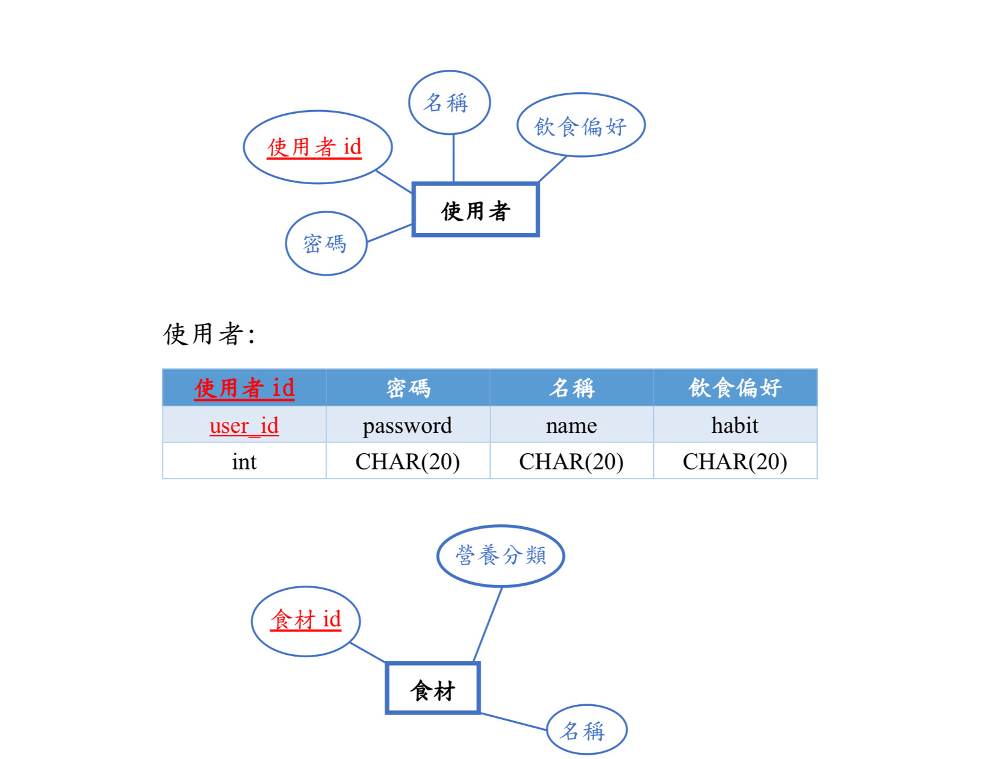 名稱
飲食偏好
使用者 id
使用者
密碼
使用者:
使用者 id 密碼 名稱 飲食偏好
user_id password name habit
int CHAR(20) CHAR(20) CHAR(20)
營養分類
食材 id
食材
名稱